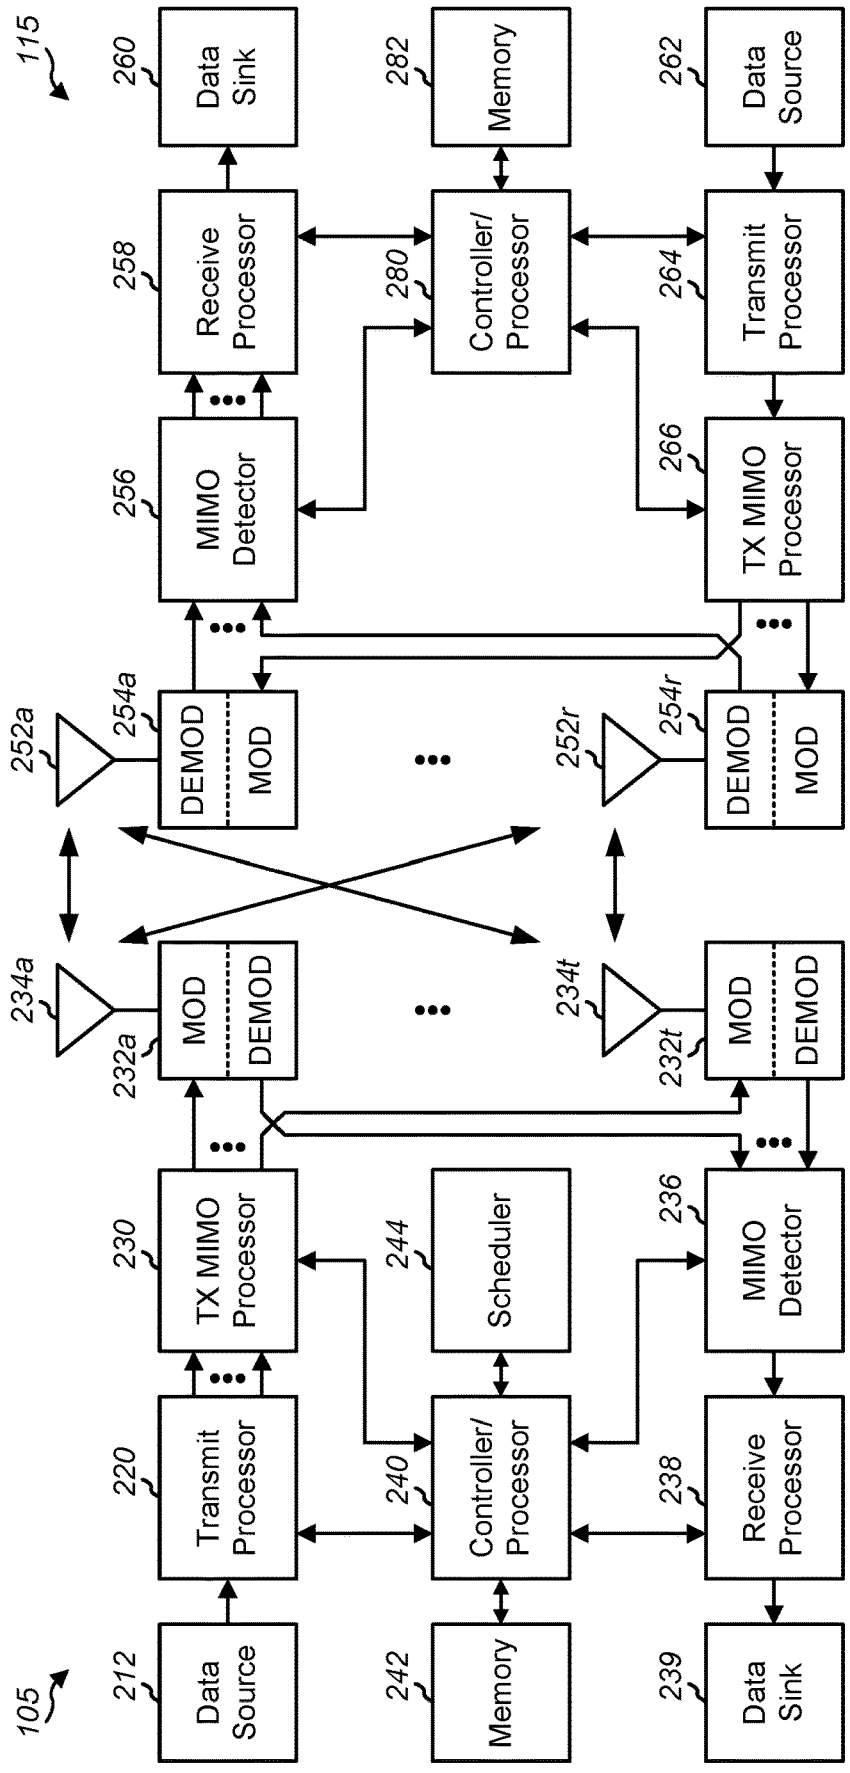 105
115
234a
252a
212
220
230
232a
254a
256
258
260
Data
Source
Transmit
Processor
TX MIMO
Processor
MOD
DEMOD
DEMOD
MOD
MIMO
Detector
Receive
Processor
Data
Sink
242
240
244
280
282
Memory
Controller/
Processor
Scheduler
Controller/
Processor
Memory
234t
252r
239
238
236
232t
254r
266
264
262
Data
Sink
Receive
Processor
MIMO
Detector
MOD
DEMOD
DEMOD
MOD
TX MIMO
Processor
Transmit
Processor
Data
Source